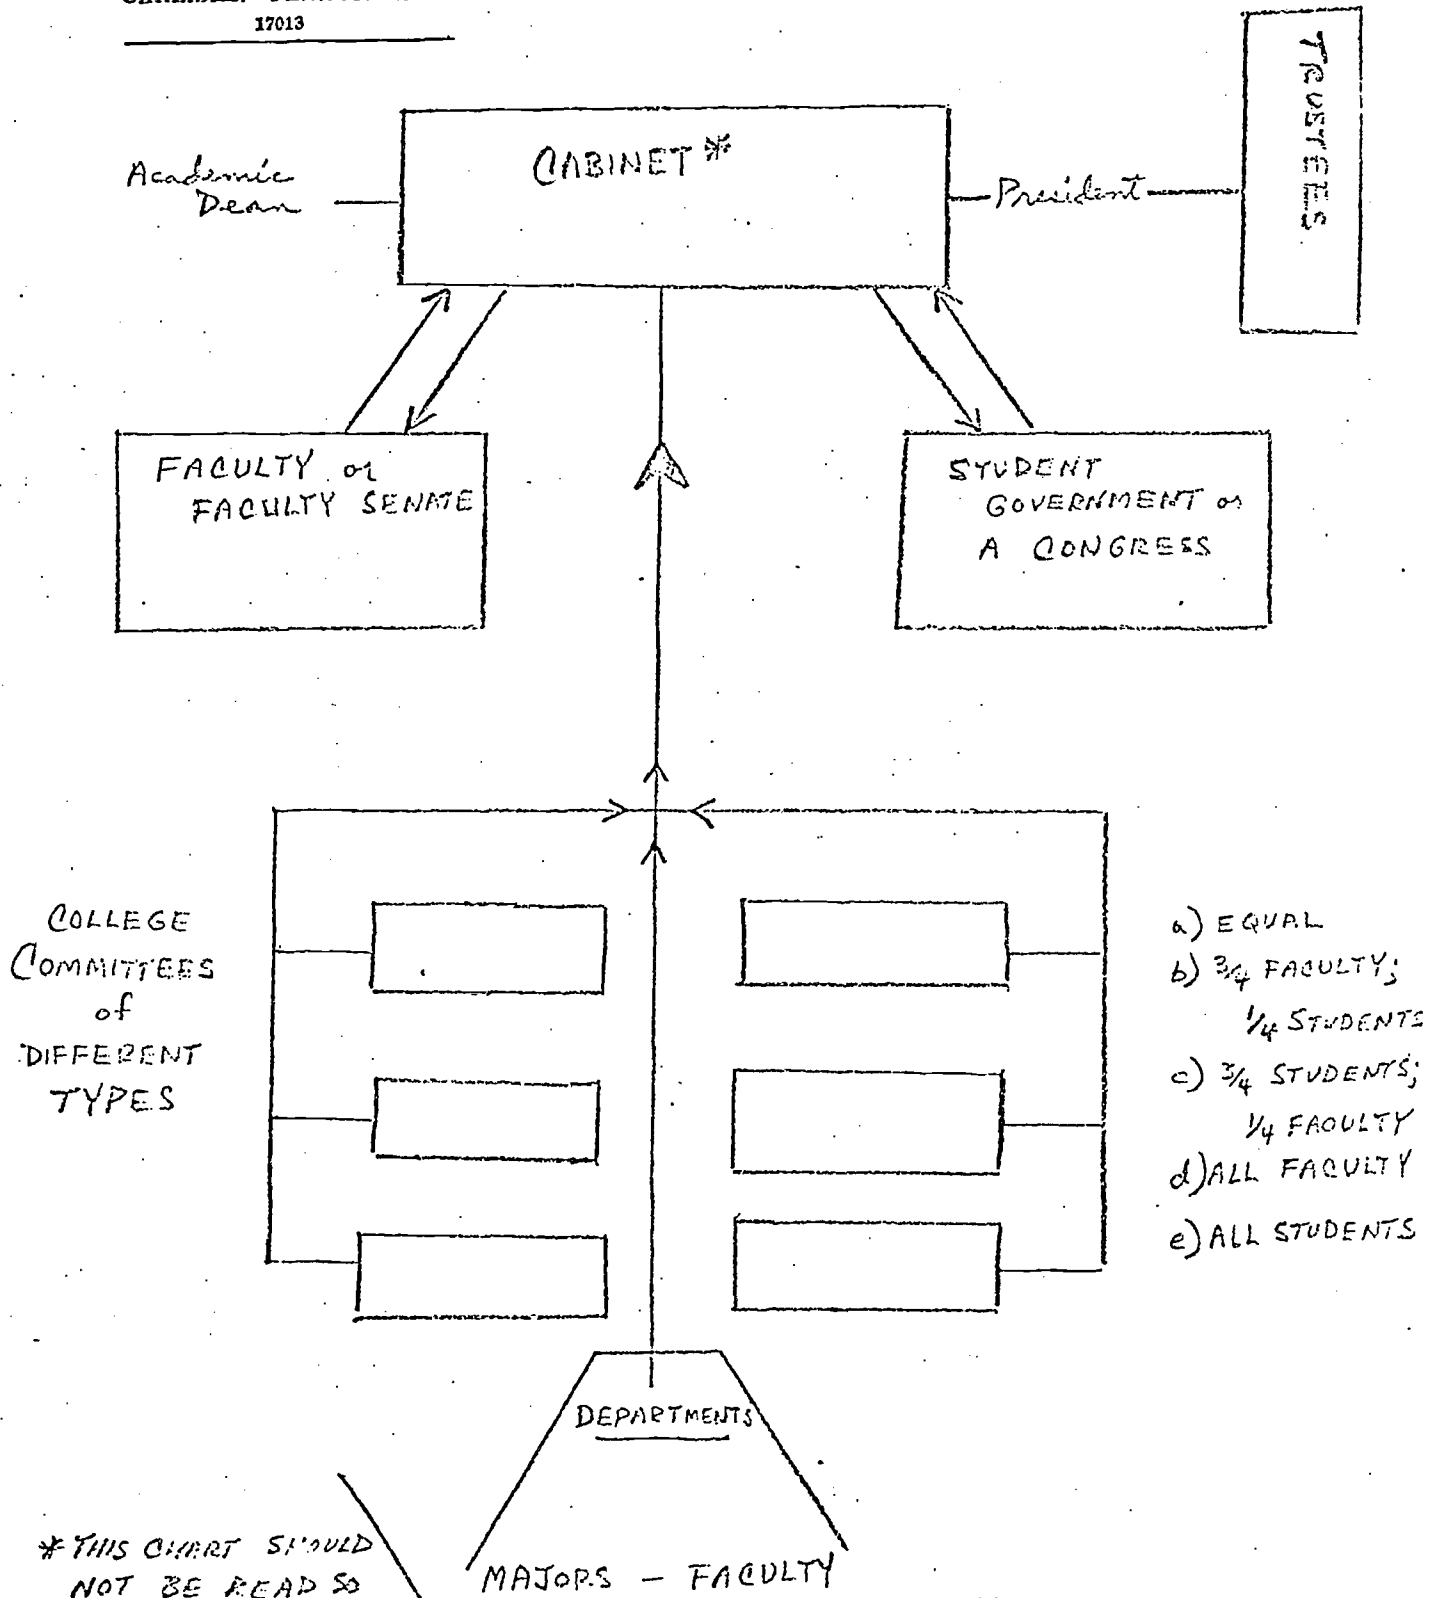 17013
TRUSTEES
CABINET*
Academic
Dean
President
FACULTY or
FACULTY SENATE
STUDENT
GOVERNMENT or
A CONGRESS
COLLEGE
COMMITTEES
of
DIFFERENT
TYPES
a) EQUAL
b) 3/4 FACULTY;
1/4 STUDENTS
c) 3/4 STUDENTS;
1/4 FACULTY
d) ALL FACULTY
e) ALL STUDENTS
DEPARTMENTS
MAJORS - FACULTY
* THIS CHART SHOULD
NOT BE READ SO